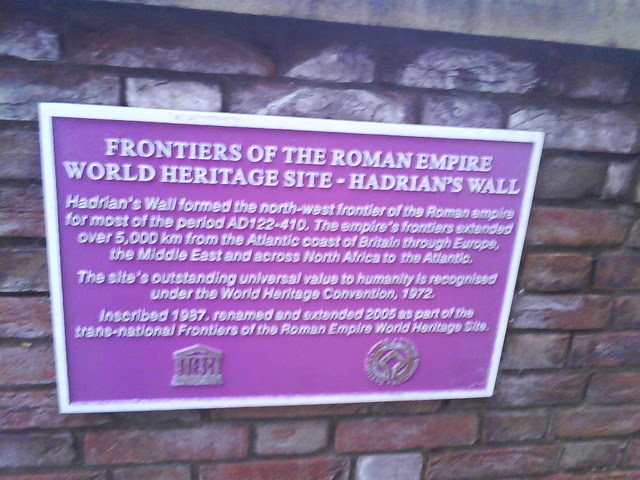 FRONTIERS OF THE ROMAN EMPIRE
WORLD HERITAGE SITE - HADRIAN'S WALL
Hadrian's Wall formed the north-west frontier of the Roman empire
for most of the period AD122-410. The empire's frontiers extended
over 5,000 km from the Atlantic coast of Britain through Europe,
the Middle East and across North Africa to the Atlantic.
The site's outstanding universal value to humanity is recognised
under the World Heritage Convention, 1972.
Inscribed 1987, renamed and extended 2005 as part of the
trans-national Frontiers of the Roman Empire World Heritage Site.